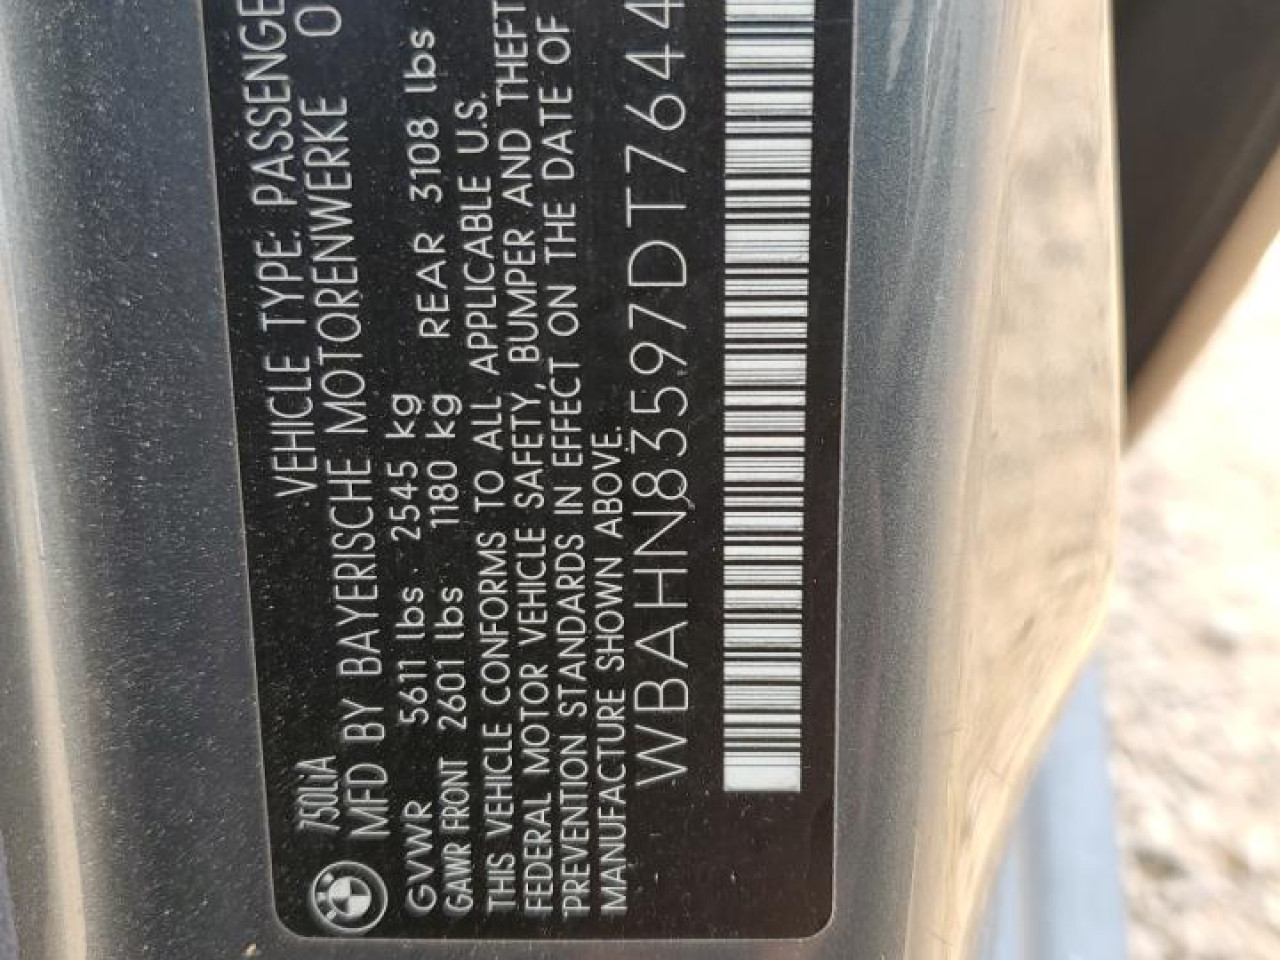 750LiA VEHICLE TYPE: PASSENGE
MFD BY BAYERISCHE MOTORENWERKE O
GVWR 5611 lbs 2545 kg
GAWR FRONT 2601 lbs 1180 kg REAR 3108 lbs
THIS VEHICLE CONFORMS TO ALL APPLICABLE U.S.
FEDERAL MOTOR VEHICLE SAFETY, BUMPER AND THEFT
PREVENTION STANDARDS IN EFFECT ON THE DATE OF
MANUFACTURE SHOWN ABOVE.
WBAHN83597DT7644